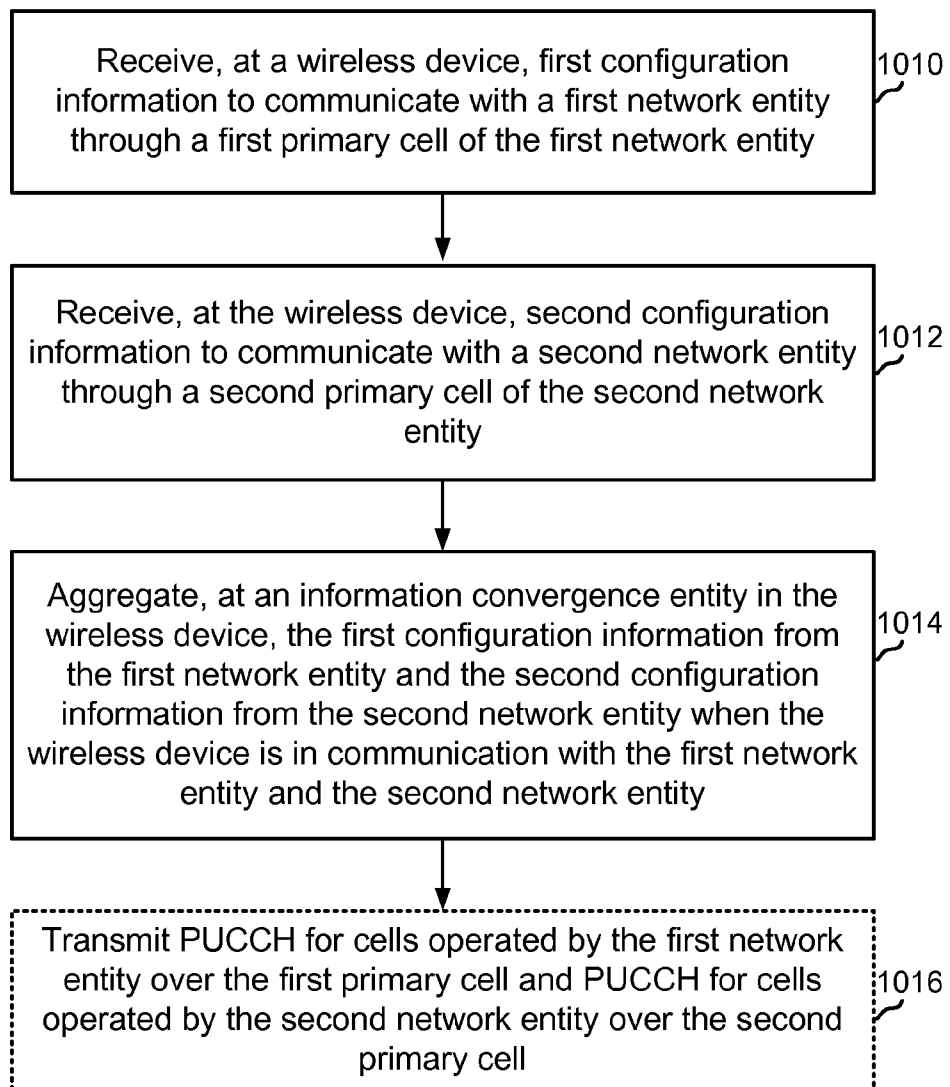 Receive, at a wireless device, first configuration
information to communicate with a first network entity
through a first primary cell of the first network entity
1010
Receive, at the wireless device, second configuration
information to communicate with a second network entity
through a second primary cell of the second network
entity
1012
Aggregate, at an information convergence entity in the
wireless device, the first configuration information from
the first network entity and the second configuration
information from the second network entity when the
wireless device is in communication with the first network
entity and the second network entity
1014
Transmit PUCCH for cells operated by the first network
entity over the first primary cell and PUCCH for cells
operated by the second network entity over the second
primary cell
1016